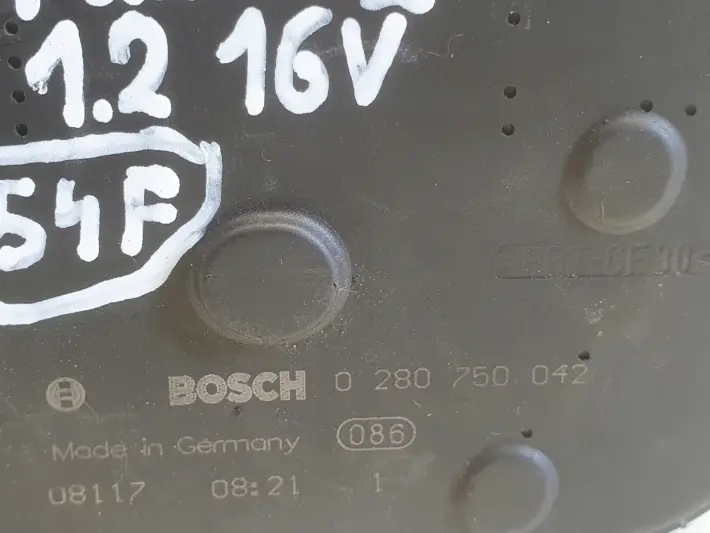 1.2 16V
54F
BOSCH 0 280 750 042
Made in Germany 086
08117 08:21 1